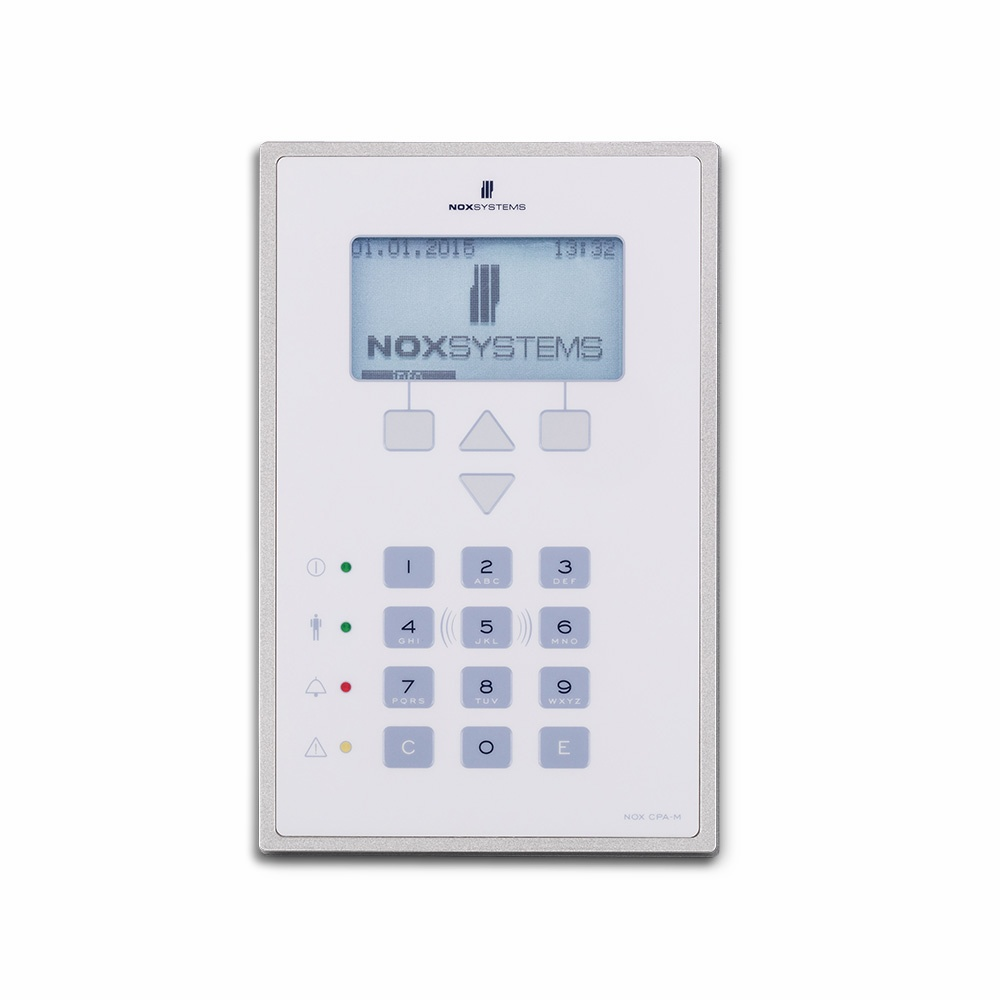 NOXSYSTEMS
01.01.2015 13:32
NOXSYSTEMS
info
1 2 3
ABC DEF
4 5 6
GHI JKL MNO
7 8 9
PQRS TUV WXYZ
C 0 E
NOX CPA-M